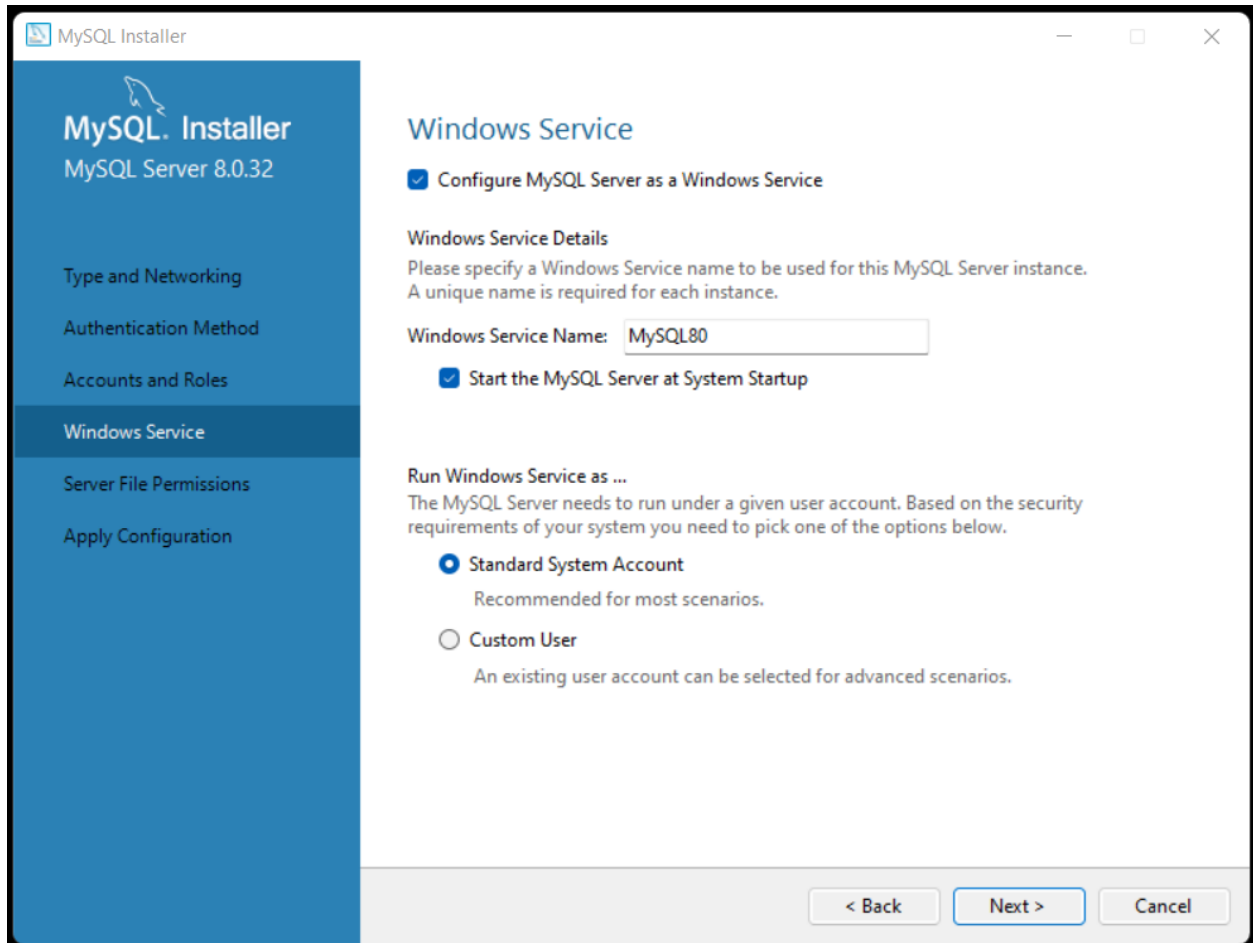 MySQL Installer
MySQL. Installer
MySQL Server 8.0.32
Type and Networking
Authentication Method
Accounts and Roles
Windows Service
Server File Permissions
Apply Configuration
Windows Service
Configure MySQL Server as a Windows Service
Windows Service Details
Please specify a Windows Service name to be used for this MySQL Server instance.
A unique name is required for each instance.
Windows Service Name: MySQL80
Start the MySQL Server at System Startup
Run Windows Service as ...
The MySQL Server needs to run under a given user account. Based on the security
requirements of your system you need to pick one of the options below.
Standard System Account
Recommended for most scenarios.
Custom User
An existing user account can be selected for advanced scenarios.
< Back Next > Cancel